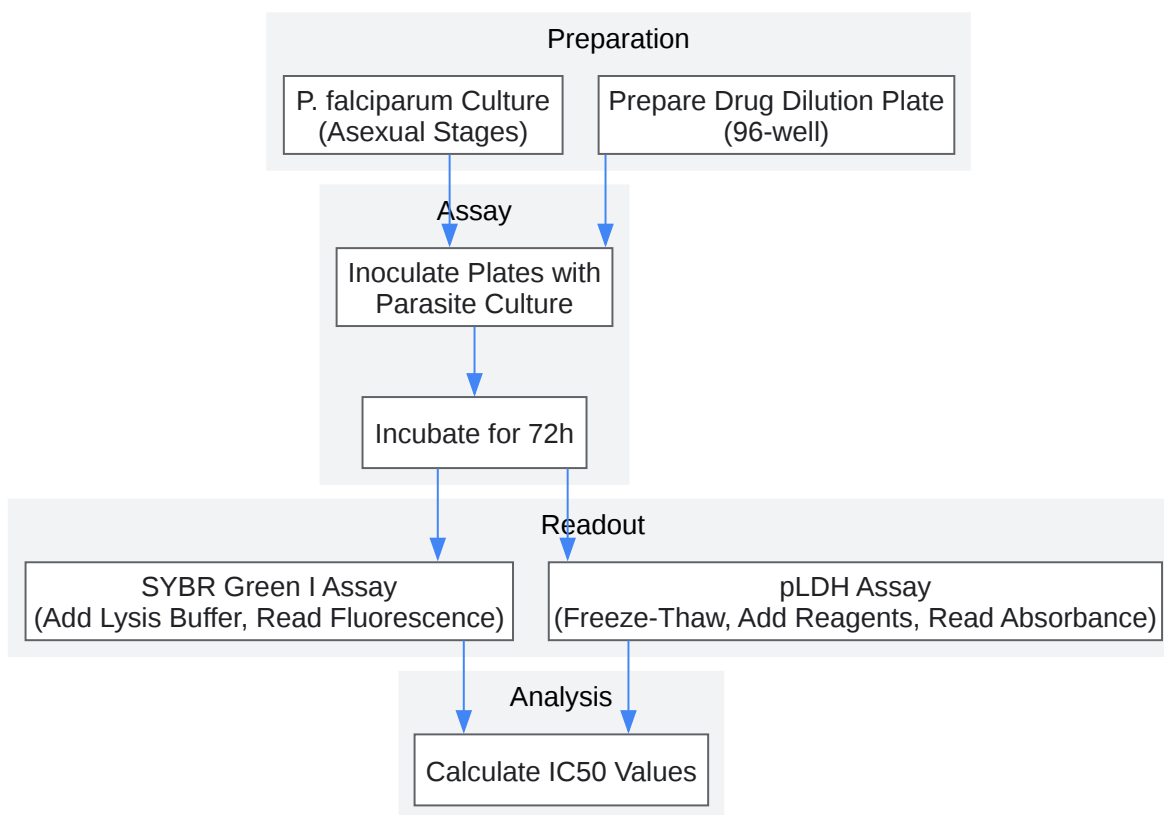 Preparation
P. falciparum Culture
(Asexual Stages)
Prepare Drug Dilution Plate
(96-well)
Assay
Inoculate Plates with
Parasite Culture
Incubate for 72h
Readout
SYBR Green I Assay
(Add Lysis Buffer, Read Fluorescence)
pLDH Assay
(Freeze-Thaw, Add Reagents, Read Absorbance)
Analysis
Calculate IC50 Values